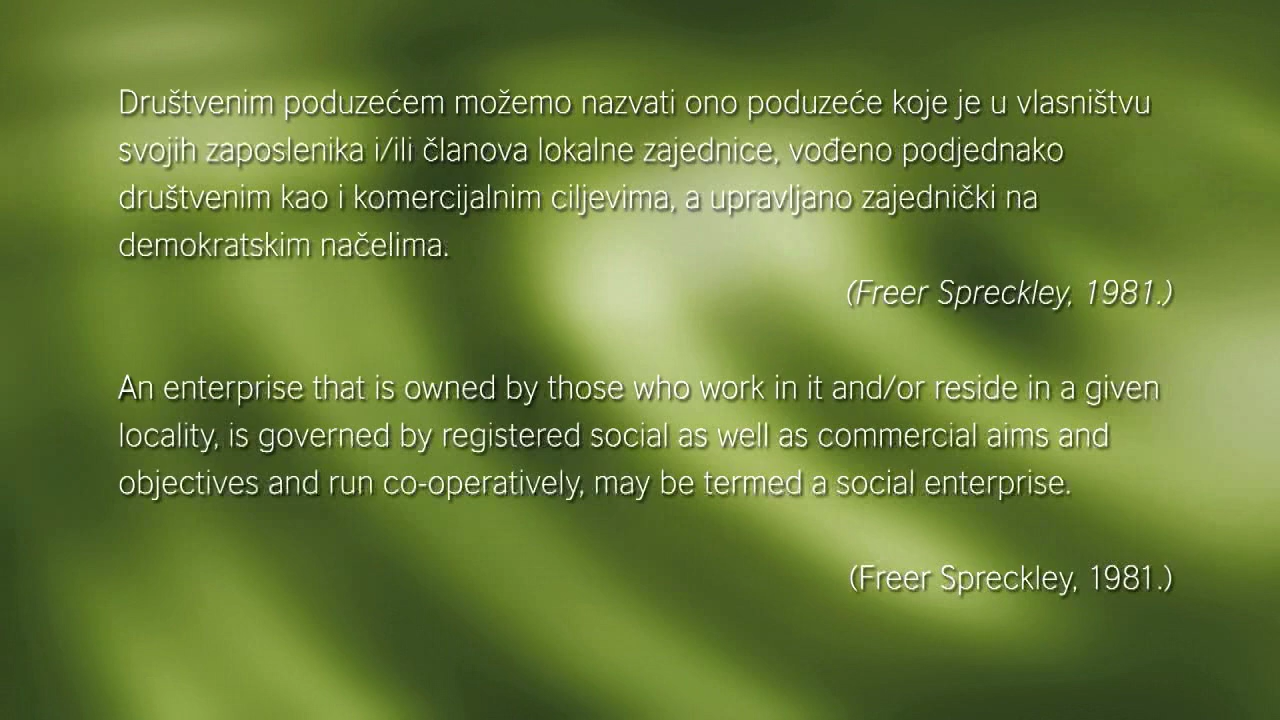 Društvenim poduzećem možemo nazvati ono poduzeće koje je u vlasništvu
svojih zaposlenika i/ili članova lokalne zajednice, vođeno podjednako
društvenim kao i komercijalnim ciljevima, a upravljano zajednički na
demokratskim načelima.
(Freer Spreckley, 1981.)
An enterprise that is owned by those who work in it and/or reside in a given
locality, is governed by registered social as well as commercial aims and
objectives and run co-operatively, may be termed a social enterprise.
(Freer Spreckley, 1981.)